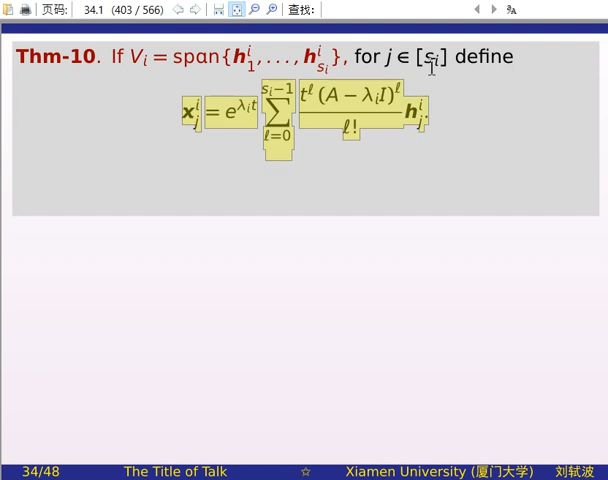 页码: 34.1 (403 / 566) 查找:
Thm-10. If V_i = span{h^i_1, . . . , h^i_{s_i}}, for j ∈ [s_i] define
x^i_j = e^{λ_i t} ∑_{ℓ=0}^{s_i−1} \frac{t^ℓ (A − λ_i I)^ℓ}{ℓ!} h^i_j.
34/48 The Title of Talk ☆ Xiamen University (厦门大学) 刘轼波